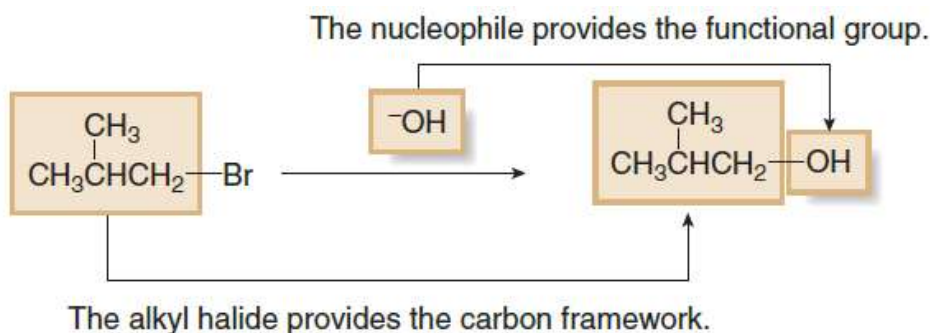 The nucleophile provides the functional group.
⁻OH
CH₃
CH₃CHCH₂—Br
CH₃
CH₃CHCH₂—OH
The alkyl halide provides the carbon framework.